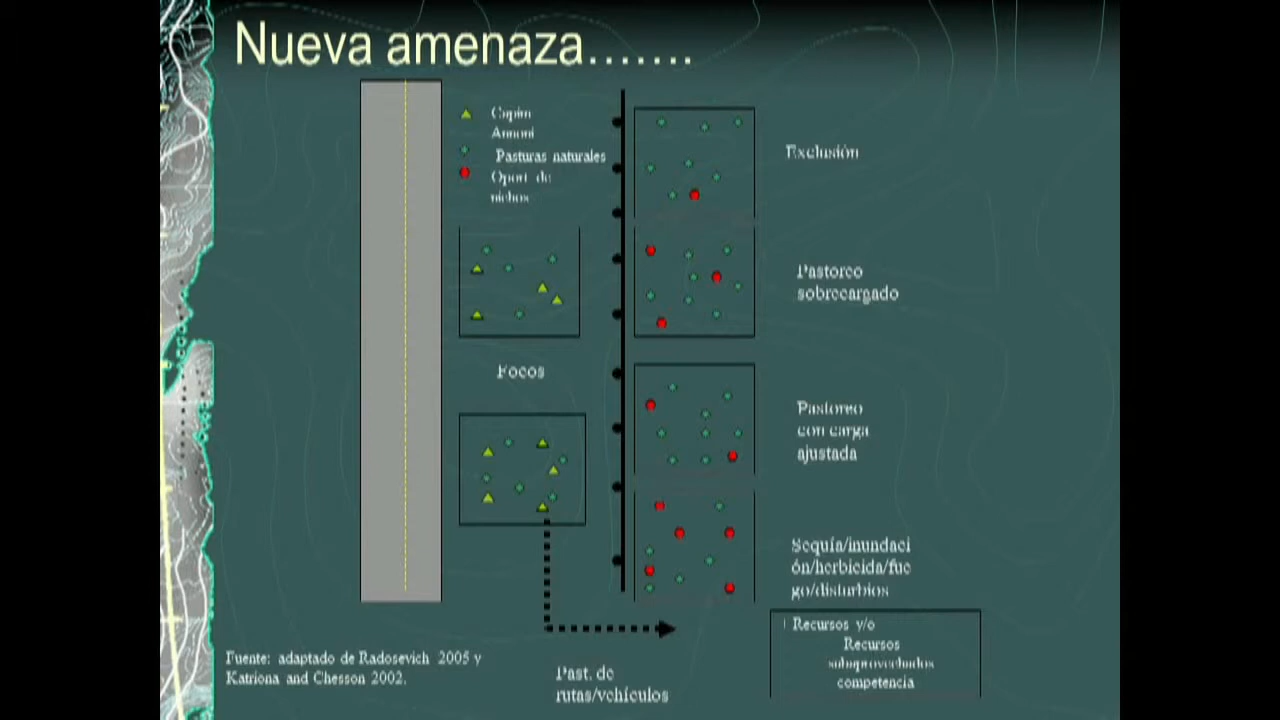 Nueva amenaza.......
Capim
Annoni
Pasturas naturales
Oport. de
nichos
Exclusión
Pastoreo
sobrecargado
Focos
Pastoreo
con carga
ajustada
Sequía/inundaci
ón/herbicida/fue
go/disturbios
Recursos y/o
Recursos
subaprovechados
competencia
Fuente: adaptado de Radosevich 2005 y
Katriona and Chesson 2002.
Past. de
rutas/vehículos